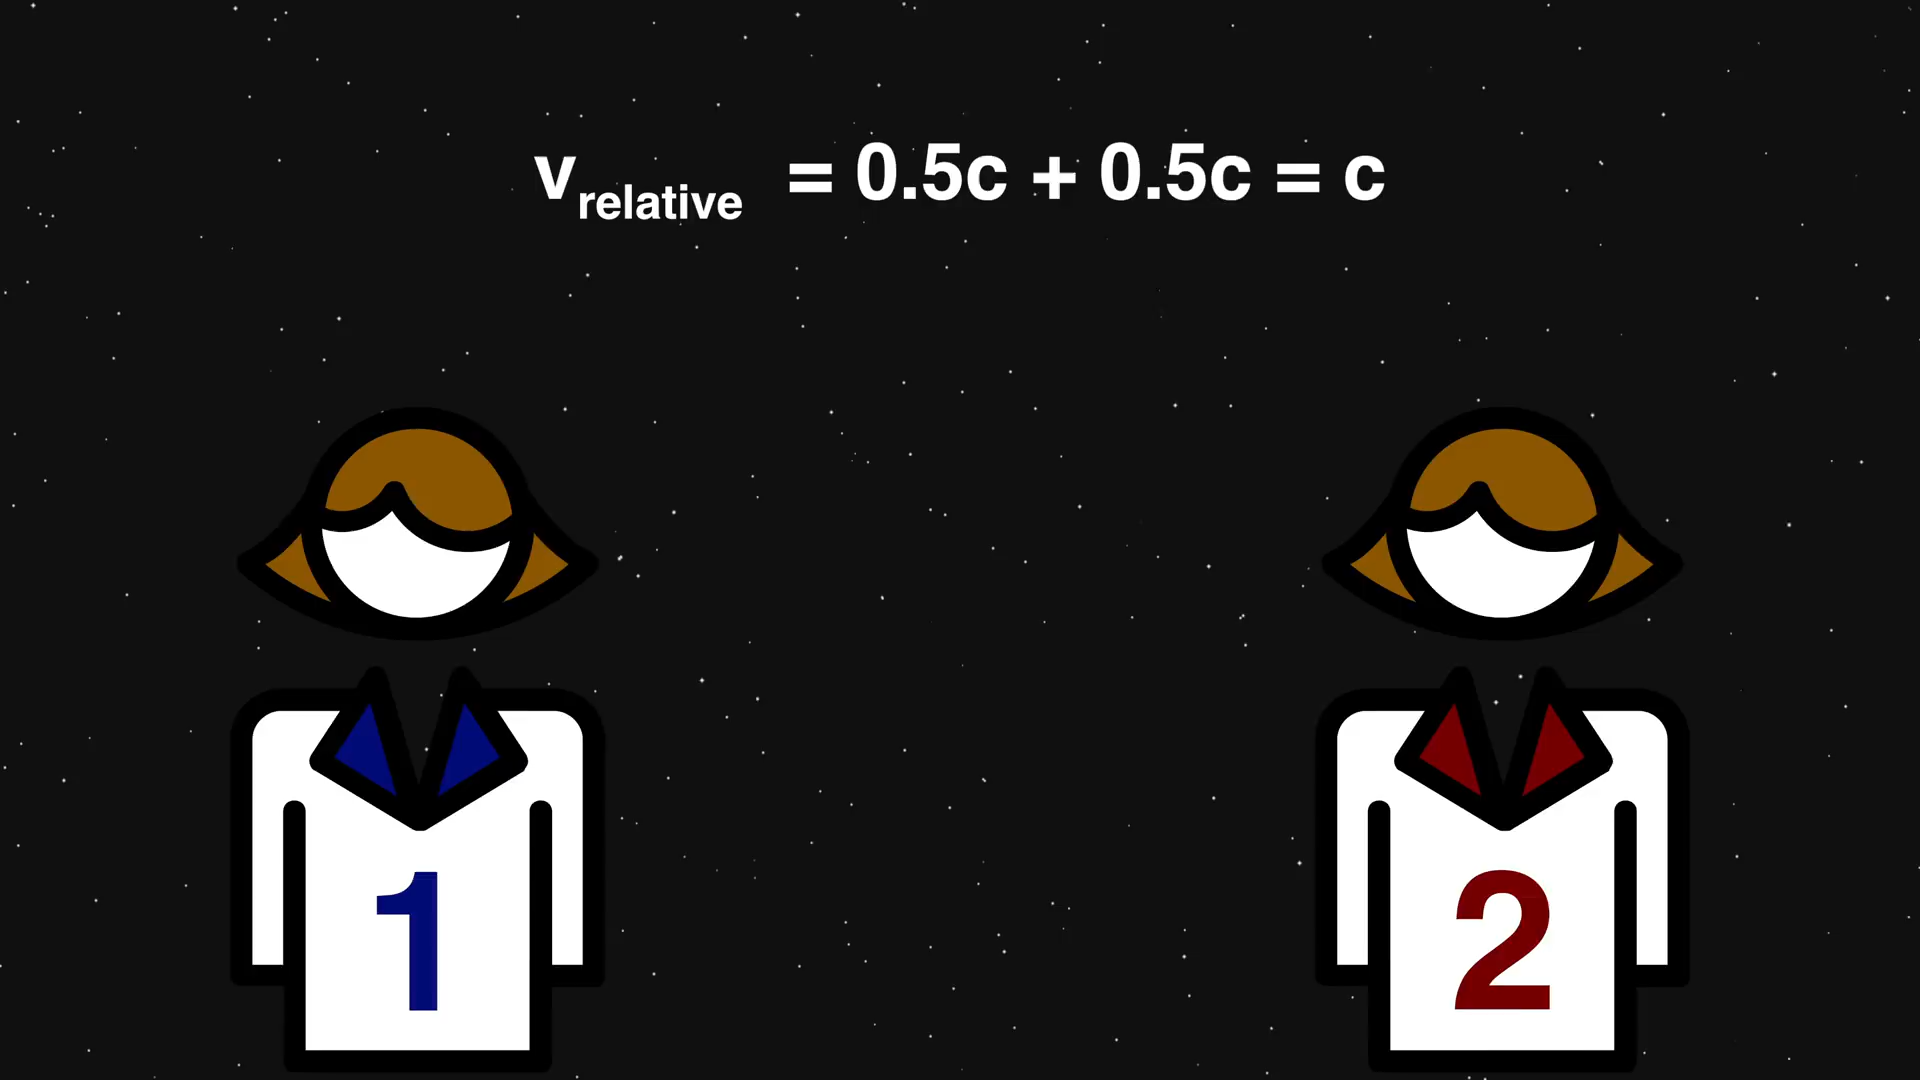 v_relative = 0.5c + 0.5c = c
1
2